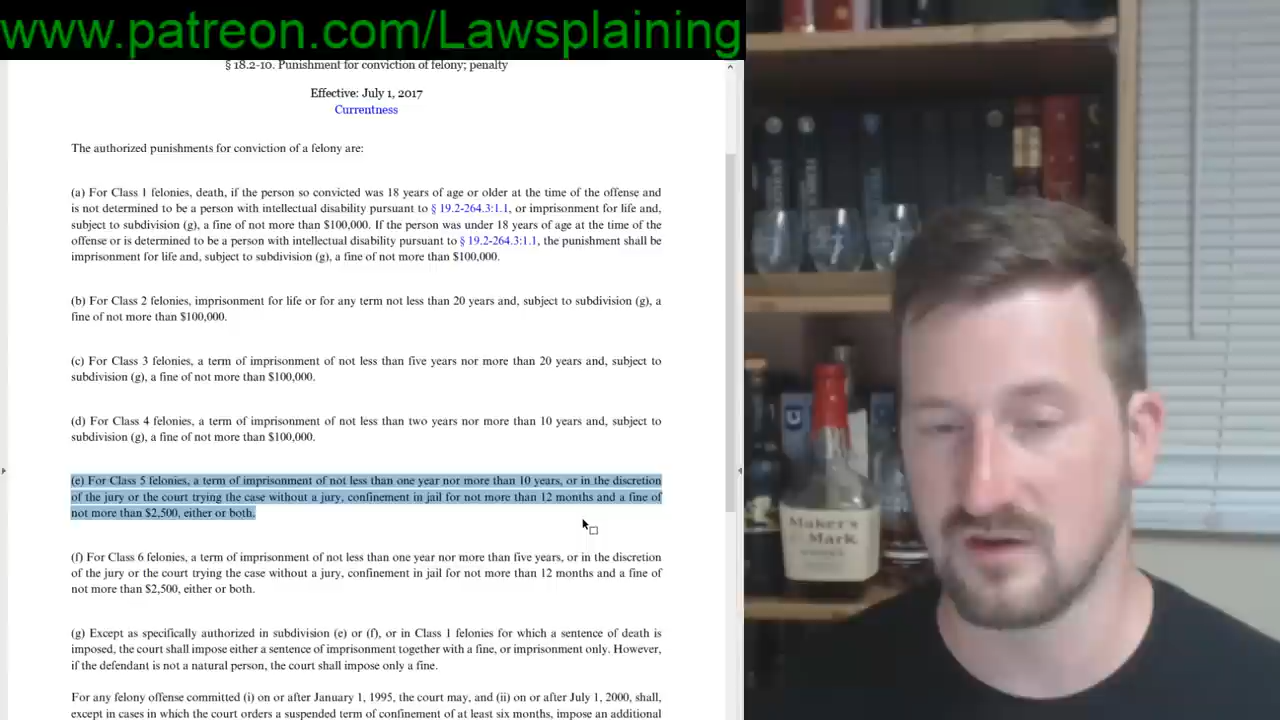 www.patreon.com/Lawsplaining
§ 18.2-10. Punishment for conviction of felony; penalty
Effective: July 1, 2017
Currentness
The authorized punishments for conviction of a felony are:
(a) For Class 1 felonies, death, if the person so convicted was 18 years of age or older at the time of the offense and
is not determined to be a person with intellectual disability pursuant to § 19.2-264.3:1.1, or imprisonment for life and,
subject to subdivision (g), a fine of not more than $100,000. If the person was under 18 years of age at the time of the
offense or is determined to be a person with intellectual disability pursuant to § 19.2-264.3:1.1, the punishment shall be
imprisonment for life and, subject to subdivision (g), a fine of not more than $100,000.
(b) For Class 2 felonies, imprisonment for life or for any term not less than 20 years and, subject to subdivision (g), a
fine of not more than $100,000.
(c) For Class 3 felonies, a term of imprisonment of not less than five years nor more than 20 years and, subject to
subdivision (g), a fine of not more than $100,000.
(d) For Class 4 felonies, a term of imprisonment of not less than two years nor more than 10 years and, subject to
subdivision (g), a fine of not more than $100,000.
(e) For Class 5 felonies, a term of imprisonment of not less than one year nor more than 10 years, or in the discretion
of the jury or the court trying the case without a jury, confinement in jail for not more than 12 months and a fine of
not more than $2,500, either or both.
(f) For Class 6 felonies, a term of imprisonment of not less than one year nor more than five years, or in the discretion
of the jury or the court trying the case without a jury, confinement in jail for not more than 12 months and a fine of
not more than $2,500, either or both.
(g) Except as specifically authorized in subdivision (e) or (f), or in Class 1 felonies for which a sentence of death is
imposed, the court shall impose either a sentence of imprisonment together with a fine, or imprisonment only. However,
if the defendant is not a natural person, the court shall impose only a fine.
For any felony offense committed (i) on or after January 1, 1995, the court may, and (ii) on or after July 1, 2000, shall,
except in cases in which the court orders a suspended term of confinement of at least six months, impose an additional
Maker's
Mark